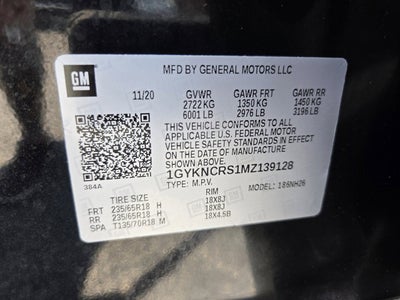 GM
MFD BY GENERAL MOTORS LLC
11/20 GVWR GAWR FRT GAWR RR
2722 KG 1350 KG 1450 KG
6001 LB 2976 LB 3196 LB
THIS VEHICLE CONFORMS TO ALL
APPLICABLE U.S. FEDERAL MOTOR
VEHICLE SAFETY STANDARDS IN EFFECT
ON THE DATE OF MANUFACTURE
SHOWN ABOVE.
384A
1GYKNCRS1MZ139128
TYPE: M.P.V. MODEL: 186NH26
TIRE SIZE RIM
FRT 235/65R18 H 18X8J
RR 235/65R18 H 18X8J
SPA T135/70R18 M 18X4.5B